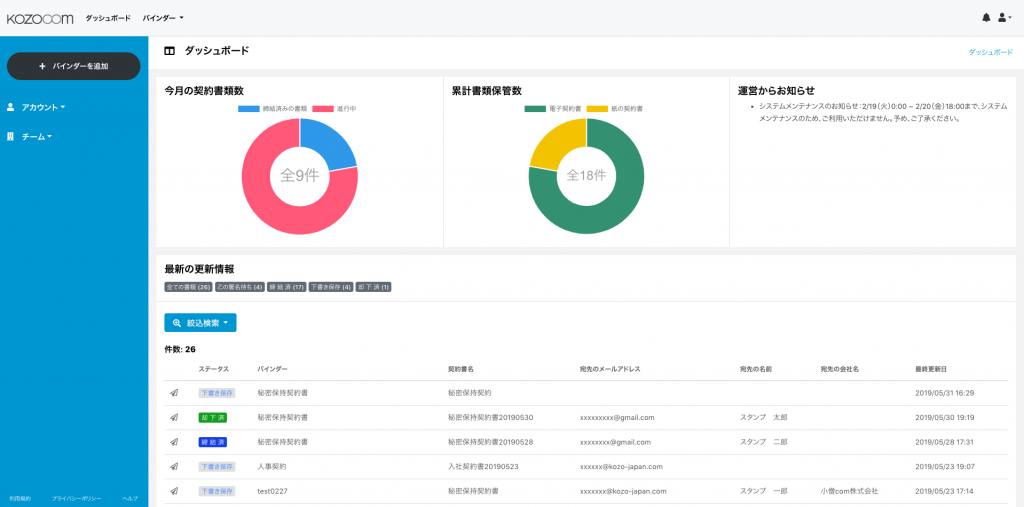 KOZOCOM ダッシュボード バインダー
ダッシュボード ダッシュボード
+ バインダーを追加
アカウント
チーム
利用規約 プライバシーポリシー ヘルプ
今月の契約書類数
締結済みの書類 進行中
全9件
累計書類保管数
電子契約書 紙の契約書
全18件
運営からお知らせ
• システムメンテナンスのお知らせ：2/19（火）0:00 ~ 2/20（金）18:00まで、システム
メンテナンスのため、ご利用いただけません。予め、ご了承ください。
最新の更新情報
全ての書類 (26) 乙の署名待ち (4) 締 結 済 (17) 下書き保存 (4) 却 下 済 (1)
絞込検索
件数: 26
ステータス バインダー 契約書名 宛先のメールアドレス 宛先の名前 宛先の会社名 最終更新日
下書き保存 秘密保持契約書 秘密保持契約 2019/05/31 16:29
却 下 済 秘密保持契約書 秘密保持契約書20190530 xxxxxxxxx@gmail.com スタンプ 太郎 2019/05/30 19:19
締 結 済 秘密保持契約書 秘密保持契約書20190528 xxxxxxxx@gmail.com スタンプ 二郎 2019/05/28 17:31
下書き保存 人事契約 入社契約書20190523 xxxxxx@kozo-japan.com 2019/05/23 19:07
下書き保存 test0227 秘密保持契約書 xxxxxxx@kozo-japan.com スタンプ 一郎 小僧com株式会社 2019/05/23 17:14